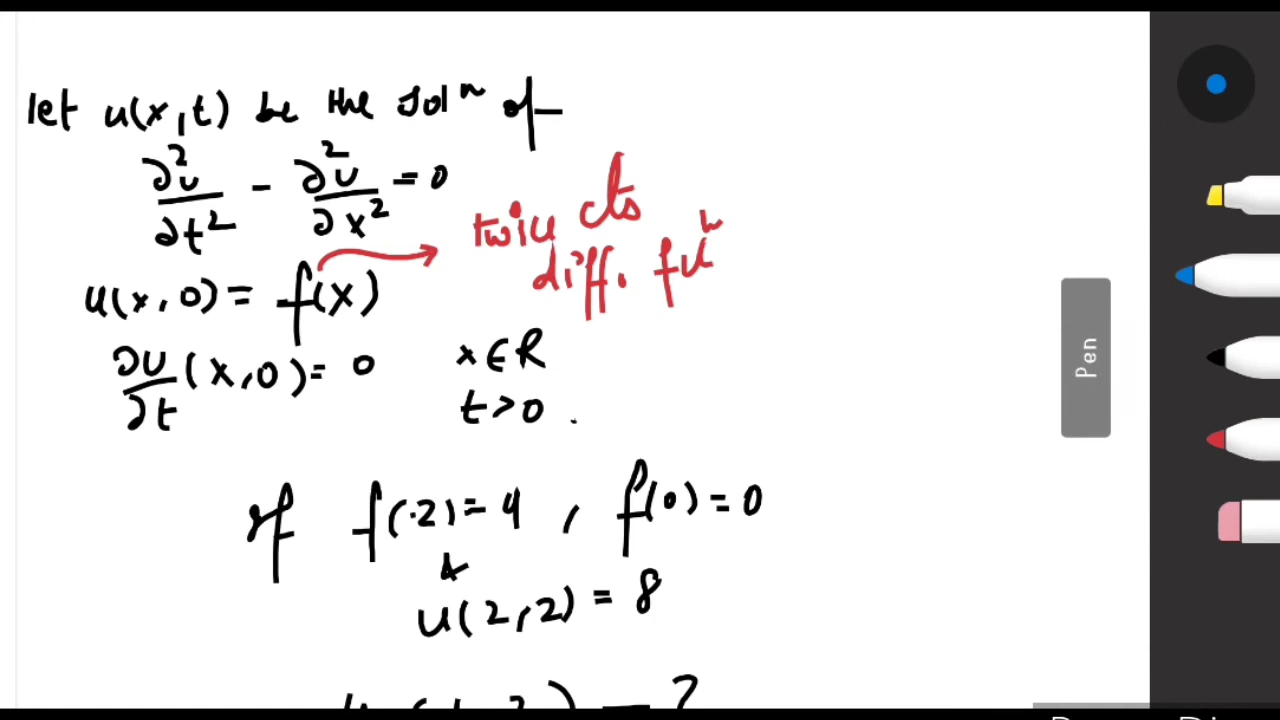 let u(x,t) be the solⁿ of
∂²u/∂t² - ∂²u/∂x² = 0
u(x,0) = f(x) → twice cts diff. fuⁿ
∂u/∂t (x,0) = 0 x∈R
t>0.
If f(-2)=4, f(0)=0
&
u(2,2) = 8
Pen